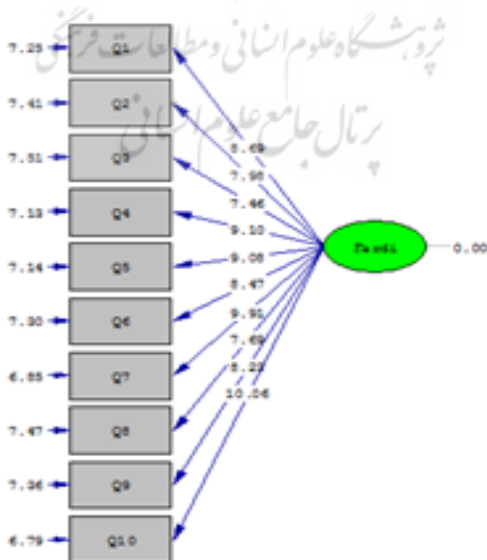 پژوهشگاه علوم انسانی و مطالعات فرهنگی
پرتال جامع علوم انسانی
7.25 Q1
7.41 Q2
7.51 Q3
7.13 Q4
7.14 Q5
7.30 Q6
6.85 Q7
7.47 Q8
7.36 Q9
6.79 Q10
8.69
7.98
7.46
9.10
9.08
8.47
9.91
7.69
8.23
10.06
0.00